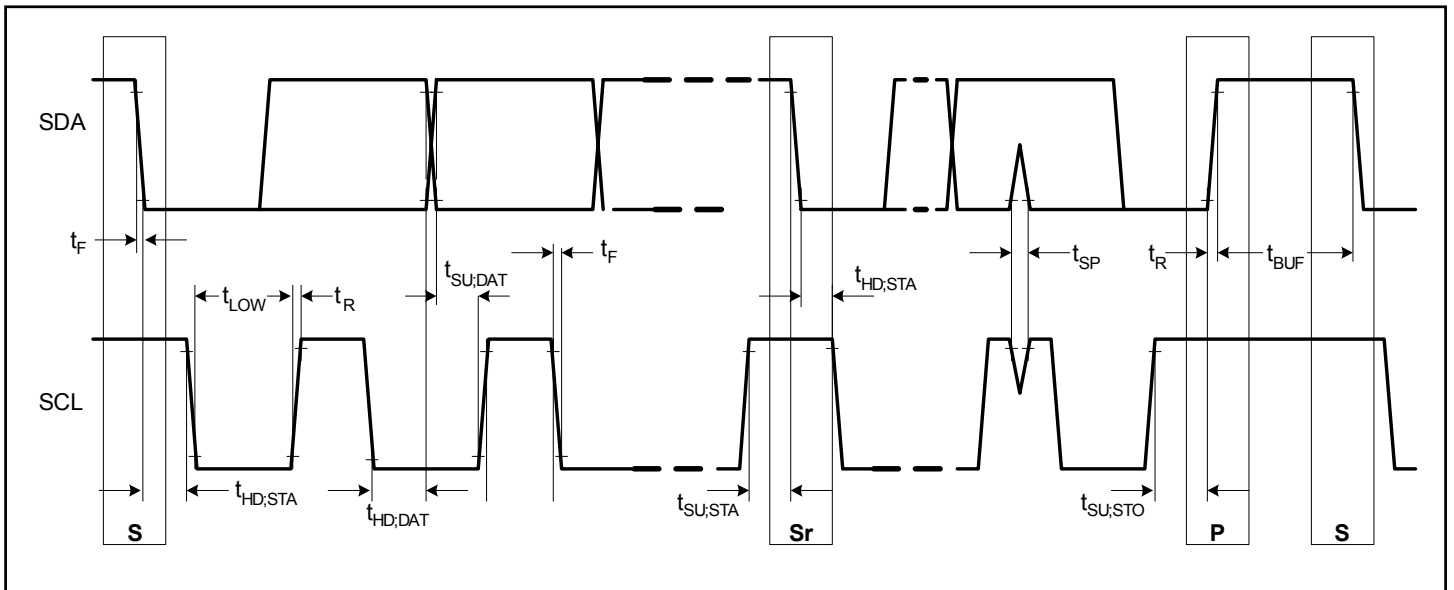 SDA
t_F
t_LOW
t_R
t_SU;DAT
t_F
t_HD;STA
t_SP
t_R
t_BUF
SCL
t_HD;STA
t_HD;DAT
t_SU;STA
t_SU;STO
S
Sr
P
S